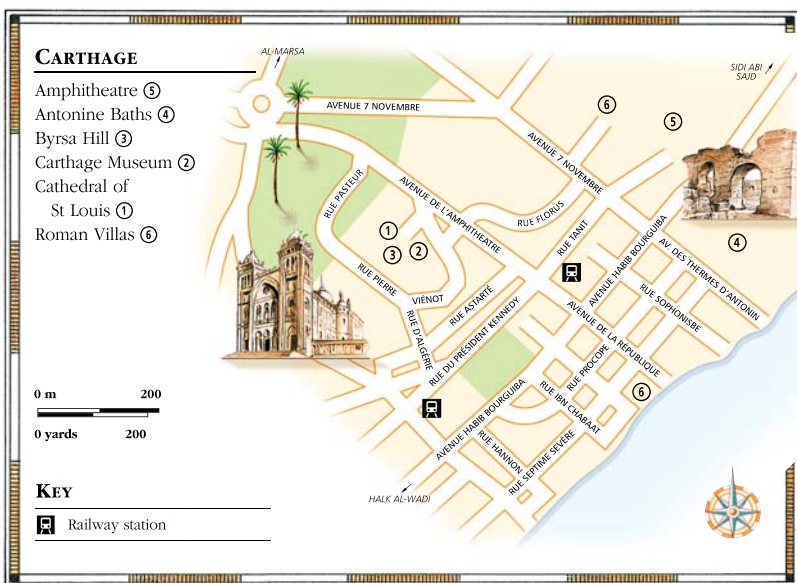 CARTHAGE
Amphitheatre ⑤
Antonine Baths ④
Byrsa Hill ③
Carthage Museum ②
Cathedral of
St Louis ①
Roman Villas ⑥
AL-MARSA
SIDI ABI
SAJD
AVENUE 7 NOVEMBRE
⑥
⑤
AVENUE 7 NOVEMBRE
RUE PASTEUR
AVENUE DE L'AMPHITHEATRE
RUE FLORUS
①
③
②
RUE TANIT
④
AVENUE HABIB BOURGUIBA
AV. DES THERMES D'ANTONIN
RUE PIERRE
VIÉNOT
RUE ASTARTÉ
RUE SOPHONISBE
RUE D'ALGÉRIE
RUE DU PRÉSIDENT KENNEDY
AVENUE DE LA RÉPUBLIQUE
RUE PROCOPE
⑥
AVENUE HABIB BOURGUIBA
RUE IBN CHABAAT
RUE HANNON
RUE SEPTIME SEVÈRE
HALK AL-WADI
0 m 200
0 yards 200
KEY
Railway station